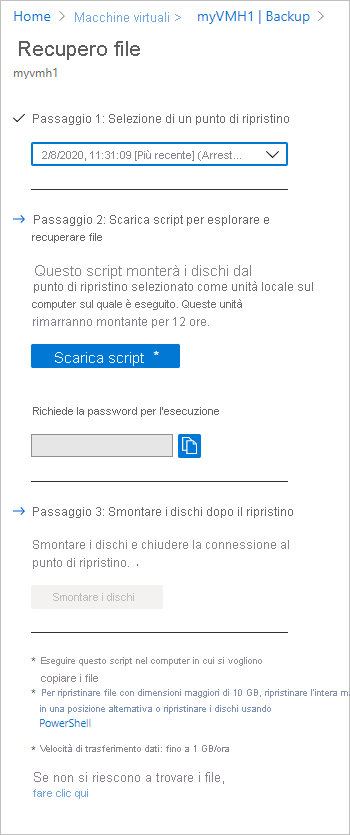 Home > Macchine virtuali > myVMH1 | Backup >
Recupero file
myvmh1
Passaggio 1: Selezione di un punto di ripristino
2/8/2020, 11:31:09 [Più recente] (Arrest...
Passaggio 2: Scarica script per esplorare e
recuperare file
Questo script monterà i dischi dal
punto di ripristino selezionato come unità locale sul
computer sul quale è eseguito. Queste unità
rimarranno montante per 12 ore.
Scarica script *
Richiede la password per l'esecuzione
Passaggio 3: Smontare i dischi dopo il ripristino
Smontare i dischi e chiudere la connessione al
punto di ripristino. .
Smontare i dischi
* Eseguire questo script nel computer in cui si vogliono
copiare i file
* Per ripristinare file con dimensioni maggiori di 10 GB, ripristinare l'intera ma
in una posizione alternativa o ripristinare i dischi usando
PowerShell
* Velocità di trasferimento dati: fino a 1 GB/ora
Se non si riescono a trovare i file,
fare clic qui